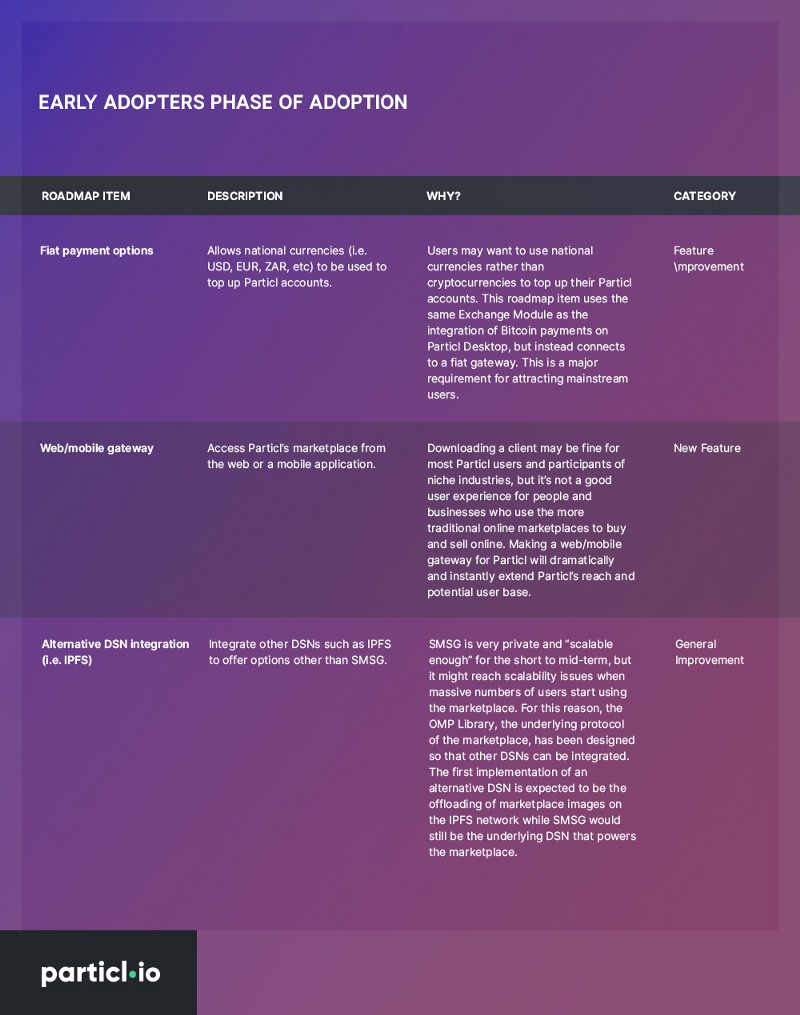 EARLY ADOPTERS PHASE OF ADOPTION
ROADMAP ITEM
DESCRIPTION
WHY?
CATEGORY
Fiat payment options
Allows national currencies (i.e.
USD, EUR, ZAR, etc) to be used to
top up Particl accounts.
Users may want to use national
currencies rather than
cryptocurrencies to top up their Particl
accounts. This roadmap item uses the
same Exchange Module as the
integration of Bitcoin payments on
Particl Desktop, but instead connects
to a fiat gateway. This is a major
requirement for attracting mainstream
users.
Feature
\mprovement
Web/mobile gateway
Access Particl's marketplace from
the web or a mobile application.
Downloading a client may be fine for
most Particl users and participants of
niche industries, but it's not a good
user experience for people and
businesses who use the more
traditional online marketplaces to buy
and sell online. Making a web/mobile
gateway for Particl will dramatically
and instantly extend Particl's reach and
potential user base.
New Feature
Alternative DSN integration
(i.e. IPFS)
Integrate other DSNs such as IPFS
to offer options other than SMSG.
SMSG is very private and “scalable
enough” for the short to mid-term, but
it might reach scalability issues when
massive numbers of users start using
the marketplace. For this reason, the
OMP Library, the underlying protocol
of the marketplace, has been designed
so that other DSNs can be integrated.
The first implementation of an
alternative DSN is expected to be the
offloading of marketplace images on
the IPFS network while SMSG would
still be the underlying DSN that powers
the marketplace.
General
Improvement
particl•io